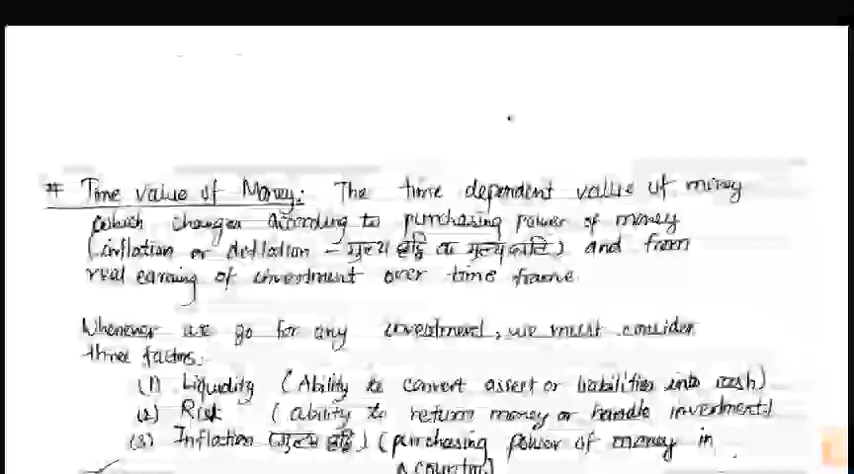 # Time value of Money: The time dependent value of money
which changes according to purchasing power of money
(inflation or deflation - मूल्य वृद्धि वा मूल्य) and from
real earning of investment over time frame.
Whenever we go for any investment, we must consider
three factors:
(1) Liquidity (Ability to convert assert or liabilities into cash)
(2) Risk (ability to return money or handle investment)
(3) Inflation (मूल्य वृद्धि) (purchasing power of money in
a country)